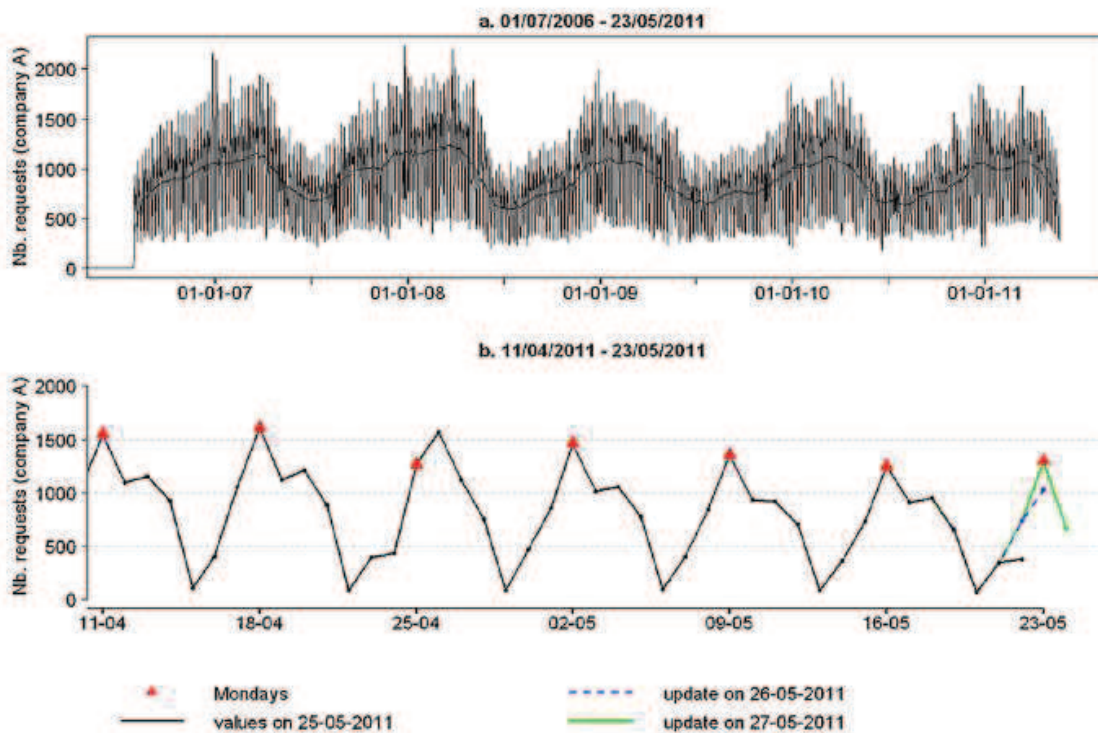 a. 01/07/2006 - 23/05/2011
Nb. requests (company A)
2000
1500
1000
500
0
01-01-07 01-01-08 01-01-09 01-01-10 01-01-11
b. 11/04/2011 - 23/05/2011
Nb. requests (company A)
2000
1500
1000
500
0
11-04 18-04 25-04 02-05 09-05 16-05 23-05
Mondays
values on 25-05-2011
update on 26-05-2011
update on 27-05-2011